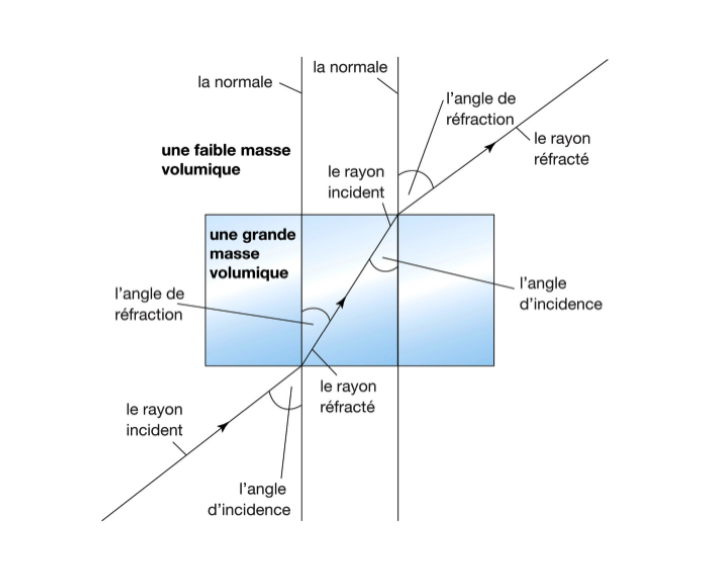 la normale
la normale
l'angle de
réfraction
le rayon
réfracté
une faible masse
volumique
le rayon
incident
une grande
masse
volumique
l'angle de
réfraction
l'angle
d'incidence
le rayon
réfracté
le rayon
incident
l'angle
d'incidence